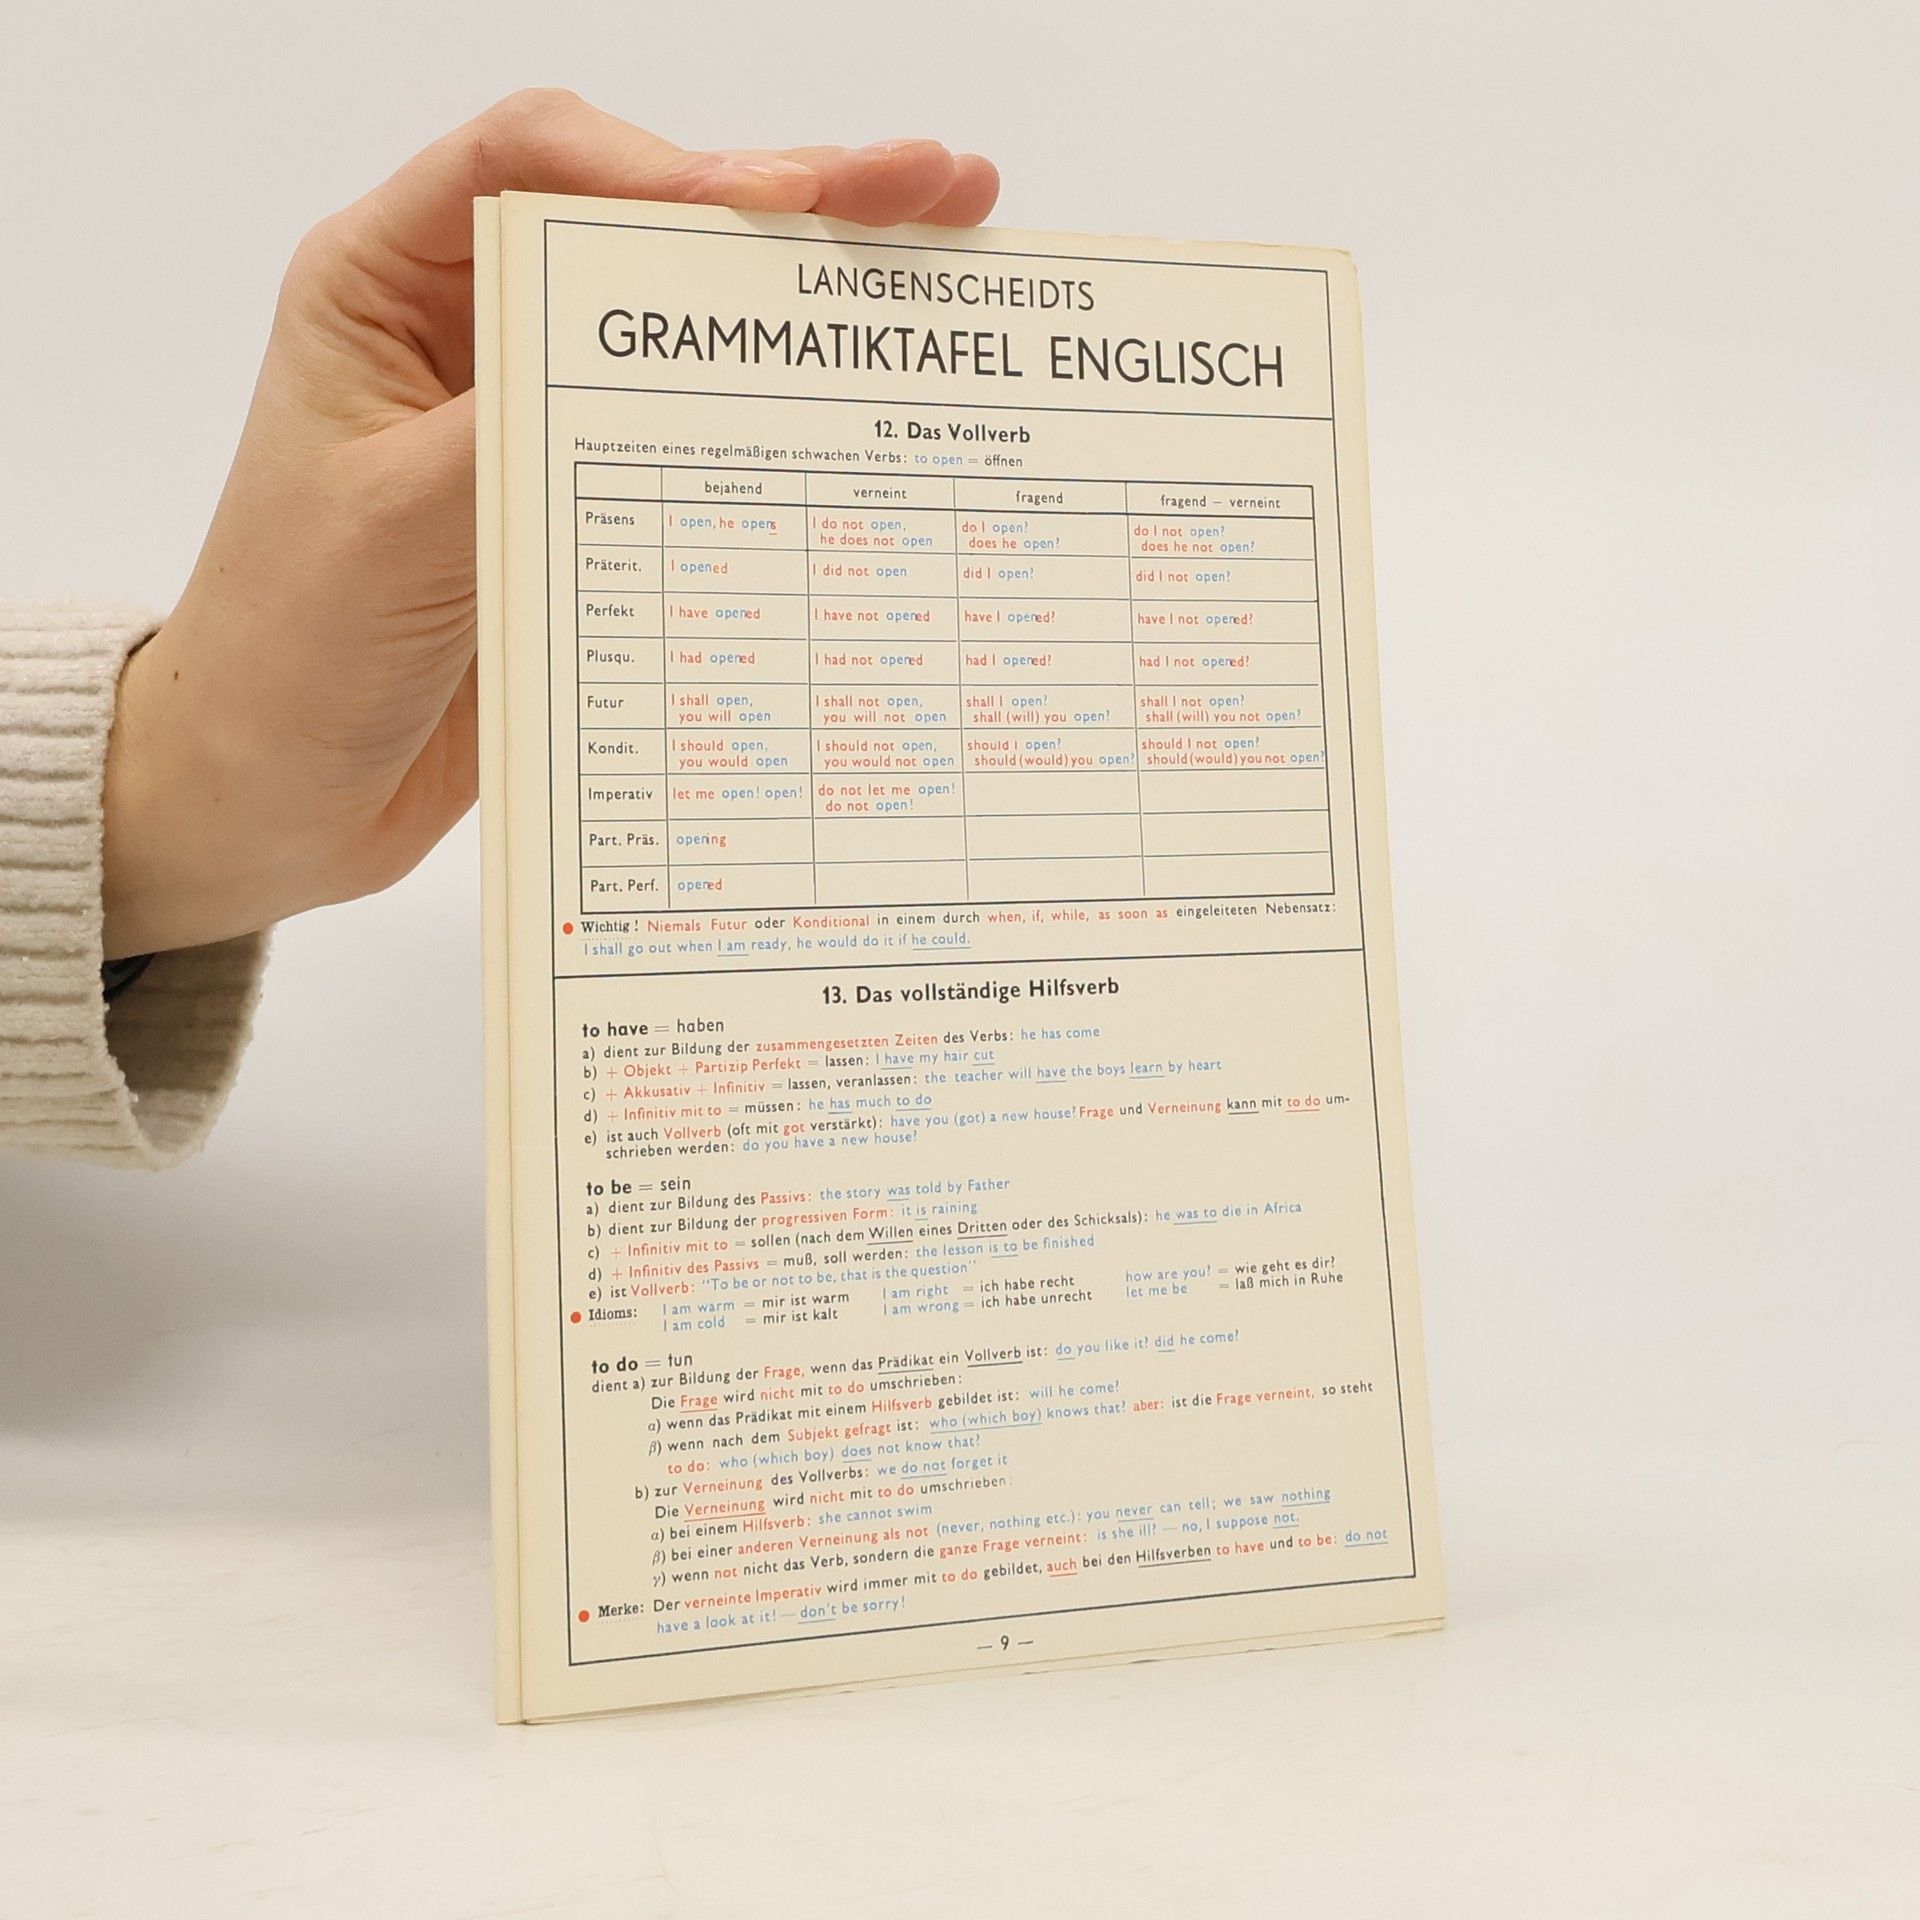 LANGENSCHEIDTS
GRAMMATIKTAFEL ENGLISCH
12. Das Vollverb
Hauptzeiten eines regelmäßigen schwachen Verbs: to open = öffnen
bejahend verneint fragend fragend – verneint
Präsens I open, he opens I do not open, he does not open do I open? does he open? do I not open? does he not open?
Präterit. I opened I did not open did I open? did I not open?
Perfekt I have opened I have not opened have I opened? have I not opened?
Plusqu. I had opened I had not opened had I opened? had I not opened?
Futur I shall open, you will open I shall not open, you will not open shall I open? shall (will) you open? shall I not open? shall (will) you not open?
Kondit. I should open, you would open I should not open, you would not open should I open? should (would) you open? should I not open? should (would) you not open?
Imperativ let me open! open! do not let me open! do not open!
Part. Präs. opening
Part. Perf. opened
Wichtig! Niemals Futur oder Konditional in einem durch when, if, while, as soon as eingeleiteten Nebensatz:
I shall go out when I am ready, he would do it if he could.
13. Das vollständige Hilfsverb
to have = haben
a) dient zur Bildung der zusammengesetzten Zeiten des Verbs: he has come
b) + Objekt + Partizip Perfekt = lassen: I have my hair cut
c) + Akkusativ + Infinitiv = lassen, veranlassen: the teacher will have the boys learn by heart
d) + Infinitiv mit to = müssen: he has much to do
e) ist auch Vollverb (oft mit got verstärkt): have you (got) a new house? Frage und Verneinung kann mit to do um-
schrieben werden: do you have a new house?
to be = sein
a) dient zur Bildung des Passivs: the story was told by Father
b) dient zur Bildung der progressiven Form: it is raining
c) + Infinitiv mit to = sollen (nach dem Willen eines Dritten oder des Schicksals): he was to die in Africa
d) + Infinitiv des Passivs = muß, soll werden: the lesson is to be finished
e) ist Vollverb: "To be or not to be, that is the question"
Idioms: I am warm = mir ist warm I am right = ich habe recht how are you? = wie geht es dir?
I am cold = mir ist kalt I am wrong = ich habe unrecht let me be = laß mich in Ruhe
to do = tun
dient a) zur Bildung der Frage, wenn das Prädikat ein Vollverb ist: do you like it? did he come?
Die Frage wird nicht mit to do umschrieben:
α) wenn das Prädikat mit einem Hilfsverb gebildet ist: will he come?
β) wenn nach dem Subjekt gefragt ist: who (which boy) knows that? aber: ist die Frage verneint, so steht
to do: who (which boy) does not know that?
b) zur Verneinung des Vollverbs: we do not forget it
Die Verneinung wird nicht mit to do umschrieben:
α) bei einem Hilfsverb: she cannot swim
β) bei einer anderen Verneinung als not (never, nothing etc.): you never can tell; we saw nothing
γ) wenn not nicht das Verb, sondern die ganze Frage verneint: is she ill? — no, I suppose not.
Merke: Der verneinte Imperativ wird immer mit to do gebildet, auch bei den Hilfsverben to have und to be: do not
have a look at it! — don't be sorry!
— 9 —